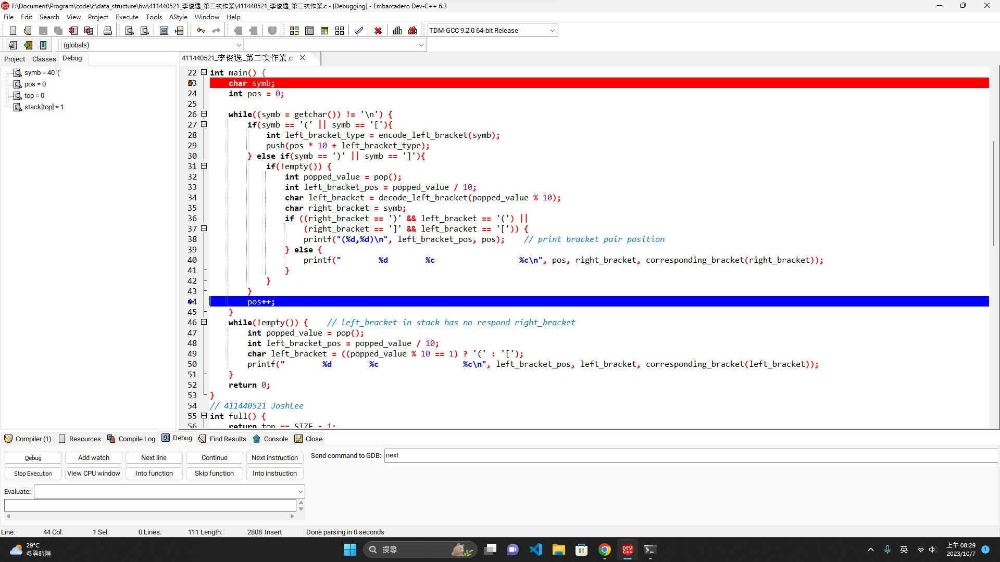 F:\Document\Program\code\c\data_structure\hw\411440521_李俊逸_第二次作業\411440521_李俊逸_第二次作業.c - [Debugging] - Embarcadero Dev-C++ 6.3
File Edit Search View Project Execute Tools AStyle Window Help
TDM-GCC 9.2.0 64-bit Release
(globals)
Project Classes Debug
411440521_李俊逸_第二次作業.c
symb = 40 '('
pos = 0
top = 0
stack[top] = 1
22 int main() {
23     char symb;
24     int pos = 0;
25
26     while((symb = getchar()) != '\n') {
27         if(symb == '(' || symb == '['){
28             int left_bracket_type = encode_left_bracket(symb);
29             push(pos * 10 + left_bracket_type);
30         } else if(symb == ')' || symb == ']'){
31             if(!empty()) {
32                 int popped_value = pop();
33                 int left_bracket_pos = popped_value / 10;
34                 char left_bracket = decode_left_bracket(popped_value % 10);
35                 char right_bracket = symb;
36                 if ((right_bracket == ')' && left_bracket == '(') ||
37                     (right_bracket == ']' && left_bracket == '[')) {
38                     printf("(%d,%d)\n", left_bracket_pos, pos);    // print bracket pair position
39                 } else {
40                     printf("        %d        %c                  %c\n", pos, right_bracket, corresponding_bracket(right_bracket));
41                 }
42             }
43         }
44         pos++;
45     }
46     while(!empty()) {    // left_bracket in stack has no respond right_bracket
47         int popped_value = pop();
48         int left_bracket_pos = popped_value / 10;
49         char left_bracket = ((popped_value % 10 == 1) ? '(' : '[');
50         printf("        %d        %c                  %c\n", left_bracket_pos, left_bracket, corresponding_bracket(left_bracket));
51     }
52     return 0;
53 }
54 // 411440521 JoshLee
55 int full() {
56     return top == SIZE - 1;
Compiler (1) Resources Compile Log Debug Find Results Console Close
Debug Add watch Next line Continue Next instruction
Stop Execution View CPU window Into function Skip function Into instruction
Send command to GDB: next
Evaluate:
Line: 44 Col: 1 Sel: 0 Lines: 111 Length: 2808 Insert Done parsing in 0 seconds
29°C
多雲時陰
搜尋
DEV C++
英
上午 08:29
2023/10/7
1